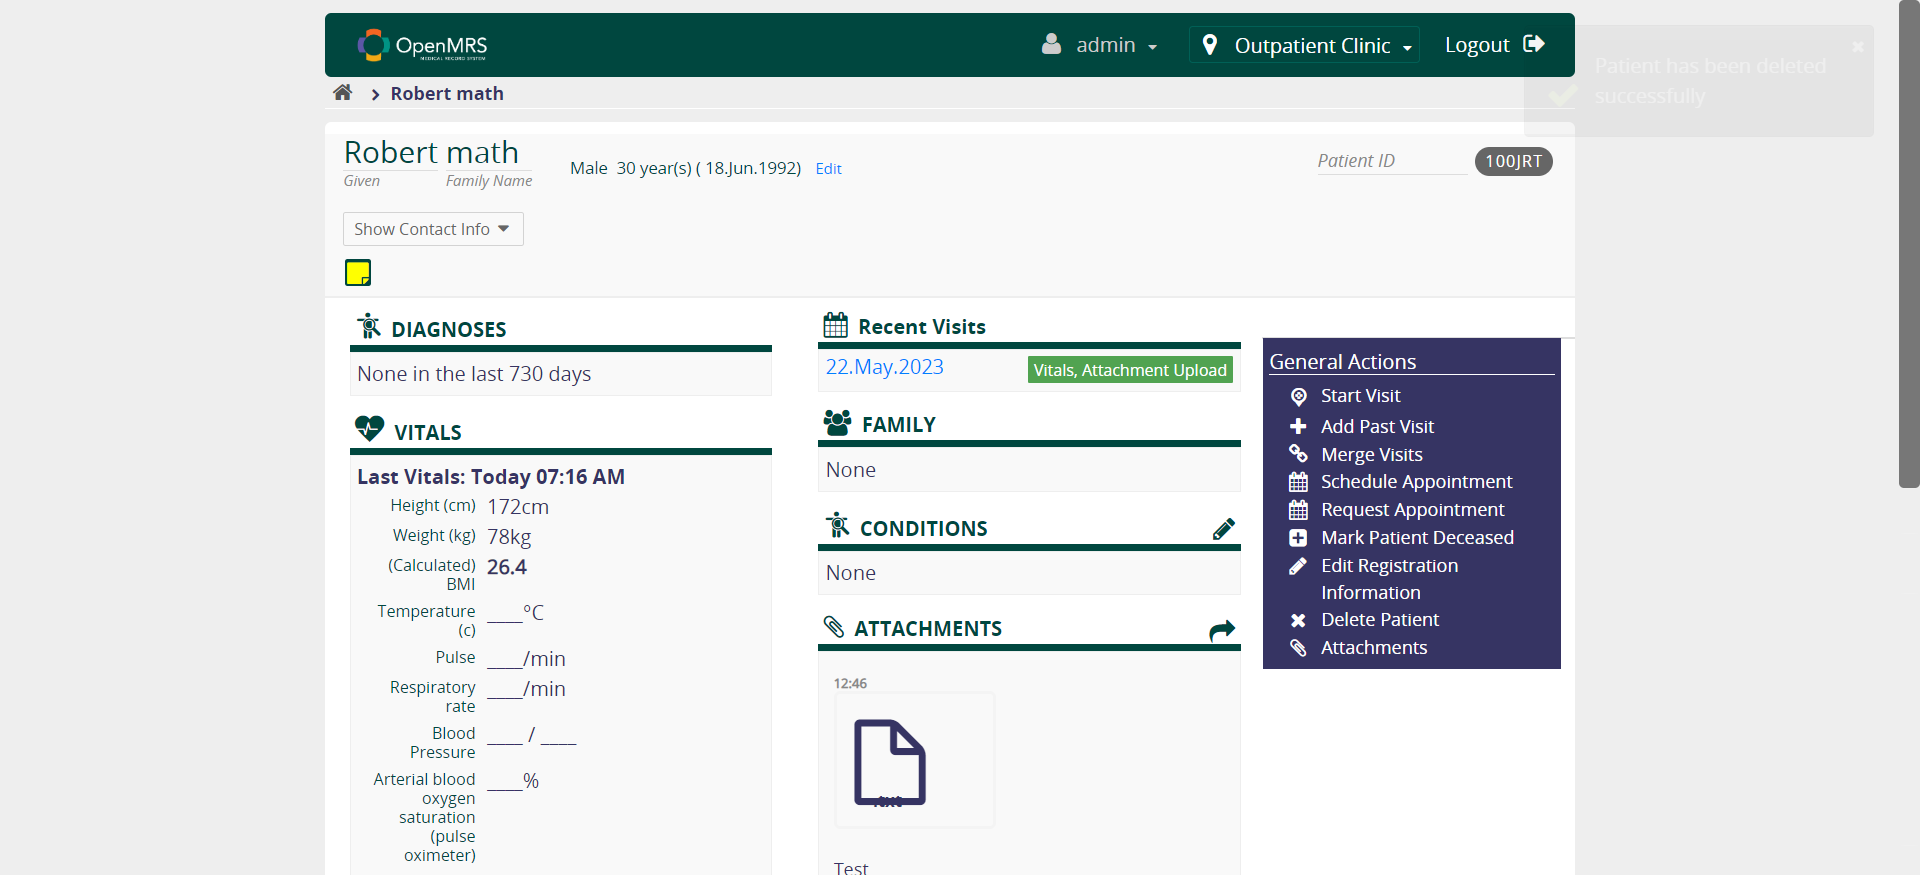 OpenMRS
MEDICAL RECORD SYSTEM
admin
Outpatient Clinic
Logout
Patient has been deleted
successfully
Robert math
Robert math
Given
Family Name
Male 30 year(s) ( 18.Jun.1992) Edit
Patient ID
100JRT
Show Contact Info
DIAGNOSES
None in the last 730 days
VITALS
Last Vitals: Today 07:16 AM
Height (cm) 172cm
Weight (kg) 78kg
(Calculated) 26.4
BMI
Temperature ____°C
(c)
Pulse ____/min
Respiratory ____/min
rate
Blood ____ / ____
Pressure
Arterial blood ____%
oxygen
saturation
(pulse
oximeter)
Recent Visits
22.May.2023
Vitals, Attachment Upload
FAMILY
None
CONDITIONS
None
ATTACHMENTS
12:46
txt
Test
General Actions
Start Visit
Add Past Visit
Merge Visits
Schedule Appointment
Request Appointment
Mark Patient Deceased
Edit Registration
Information
Delete Patient
Attachments